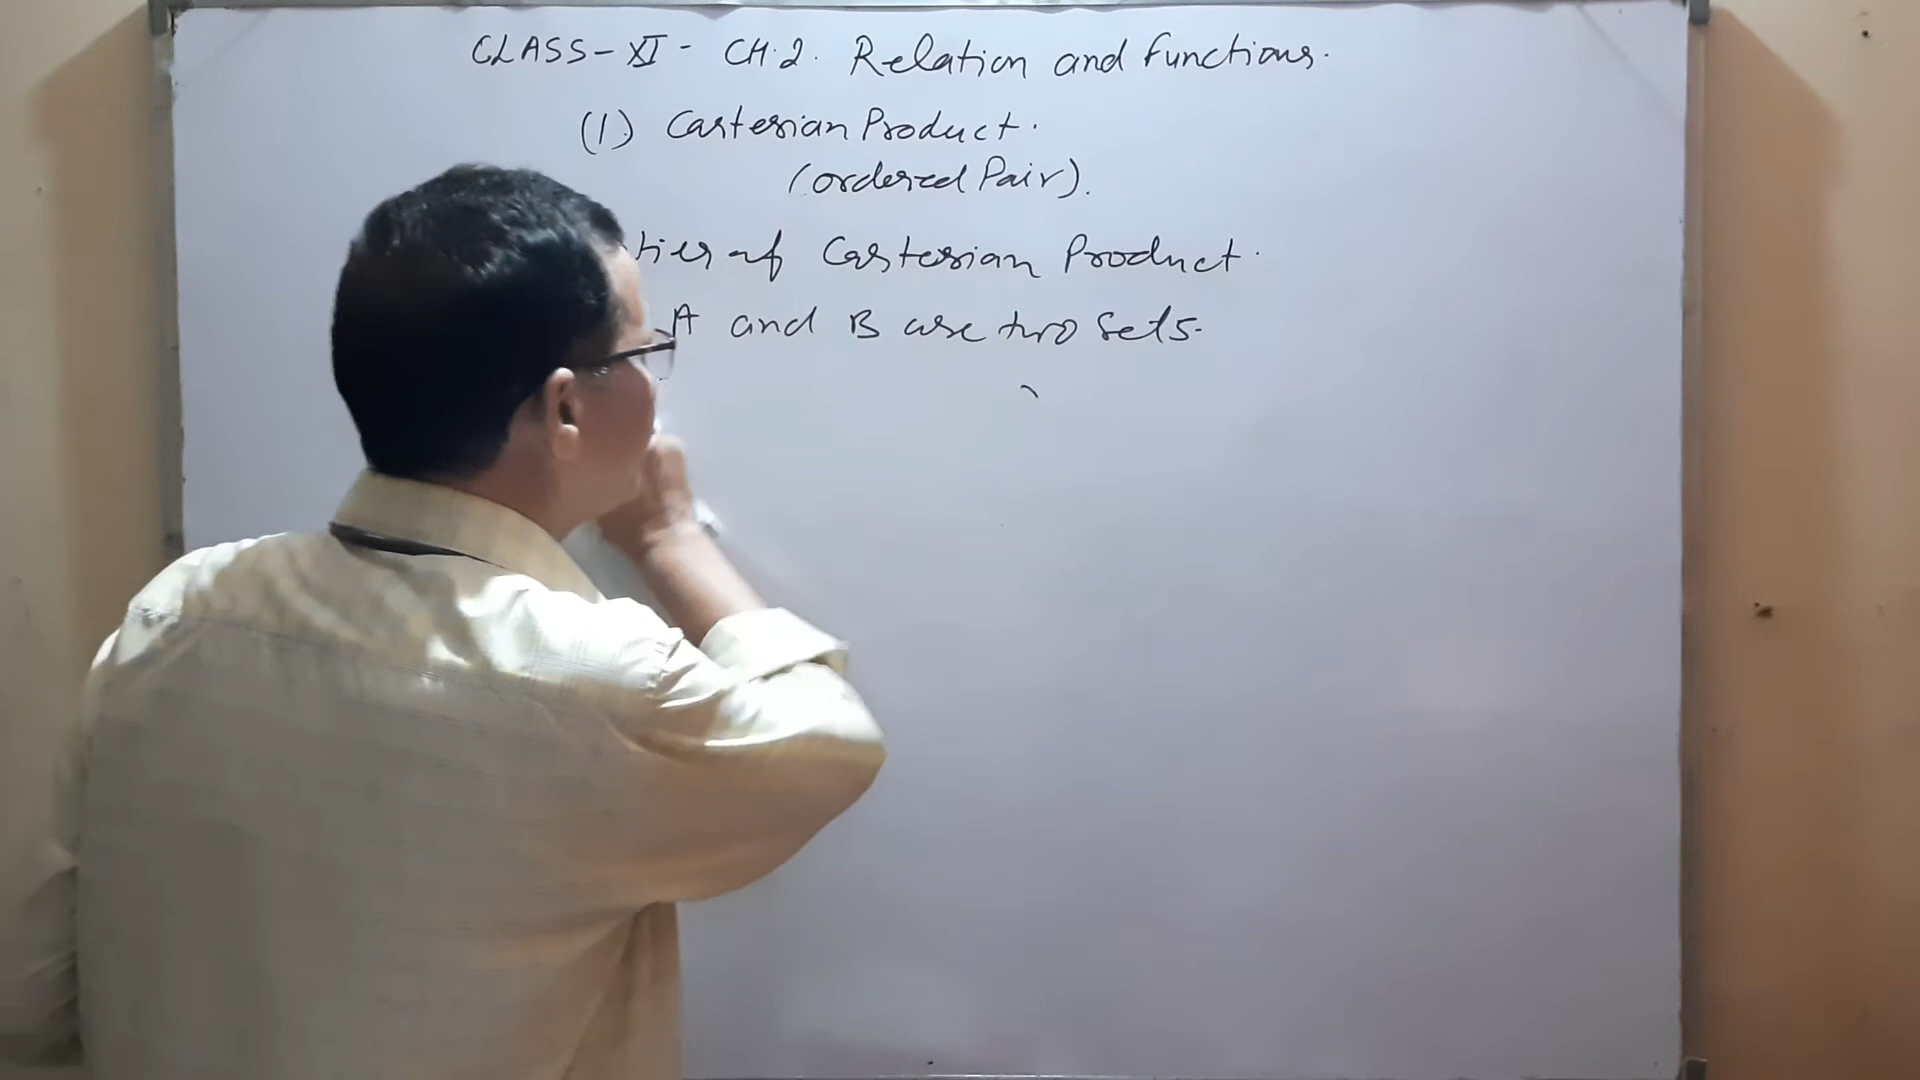 CLASS-XI- CH.2. Relation and functions.
(1) Cartesian Product.
(ordered Pair).
ties of Cartesian Product.
A and B are two sets.